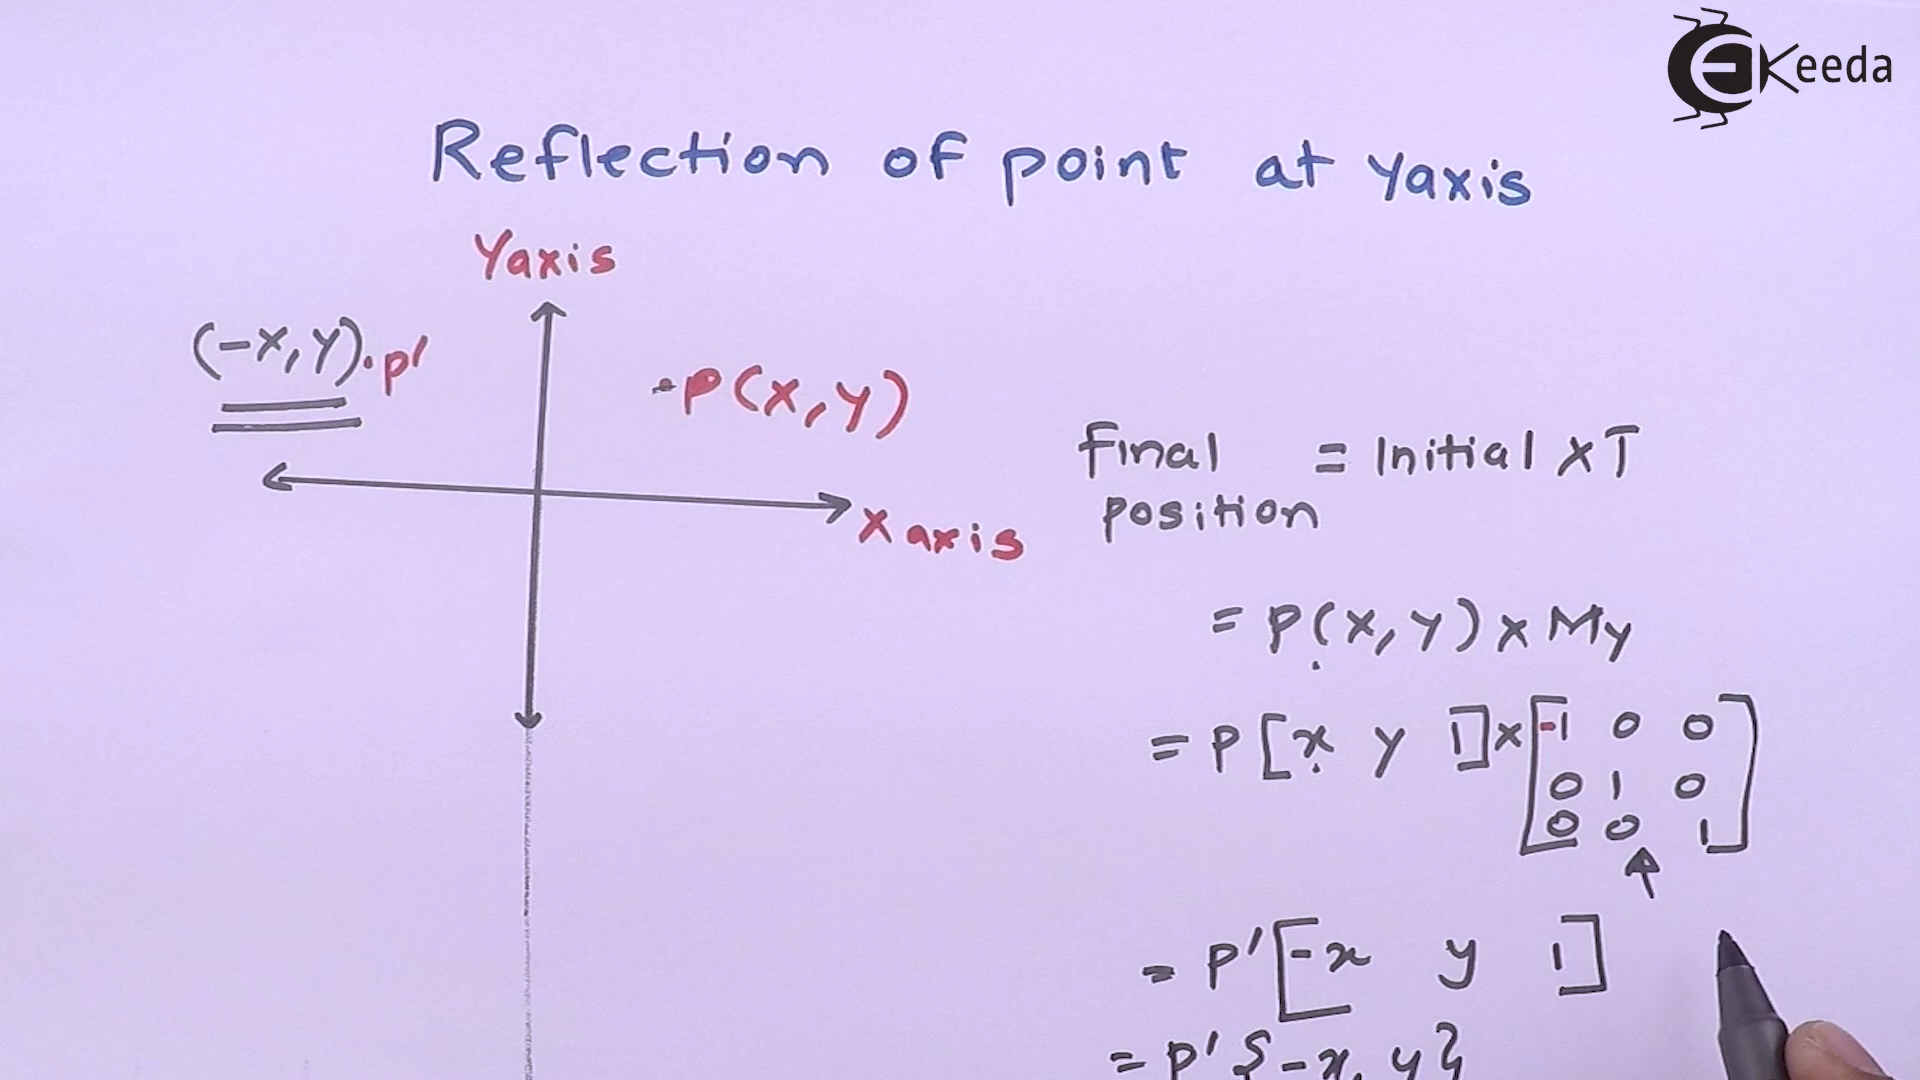 Keeda
Reflection of point at Yaxis
Yaxis
(-x, y) .p'
.P(x, y)
X axis
final = Initial x T
position
= P(x, y) x My
= P [x y 1] x [-1 0 0
0 1 0
0 0 1]
= P' [-x y 1]
= P' {-x, y}